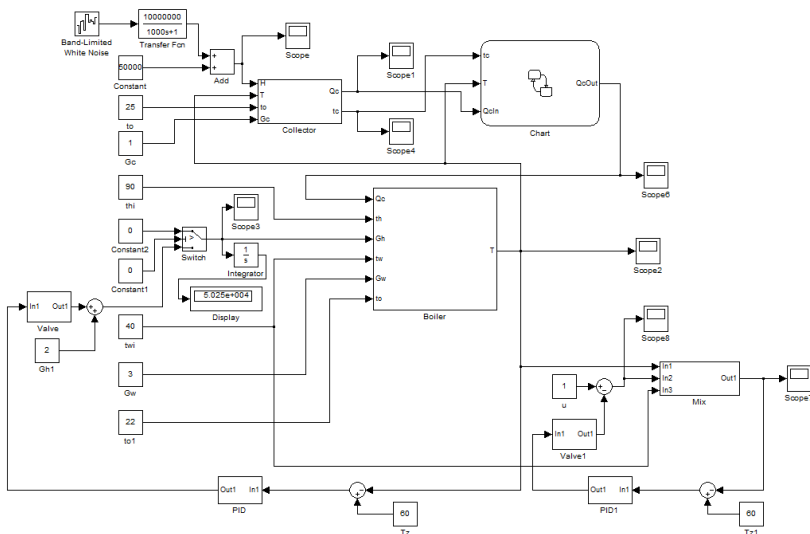 Band-Limited
White Noise
10000000
1000s+1
Transfer Fcn
50000
Constant
+
+
Add
Scope
25
to
1
Gc
H
T
to
Gc
Qc
tc
Collector
Scope1
Scope4
tc
T
QcIn
QcOut
Chart
Scope6
90
thi
0
Constant2
0
Constant1
>
Switch
Scope3
1
s
Integrator
5.025e+004
Display
Qc
th
Gh
tw
Gw
to
T
Boiler
Scope2
In1
Out1
Valve
2
Gh1
40
twi
3
Gw
22
to1
Scope8
1
u
In1
Out1
Valve1
In1
In2
In3
Out1
Mix
Scope7
Out1
In1
PID
60
Tz
Out1
In1
PID1
60
Tz1